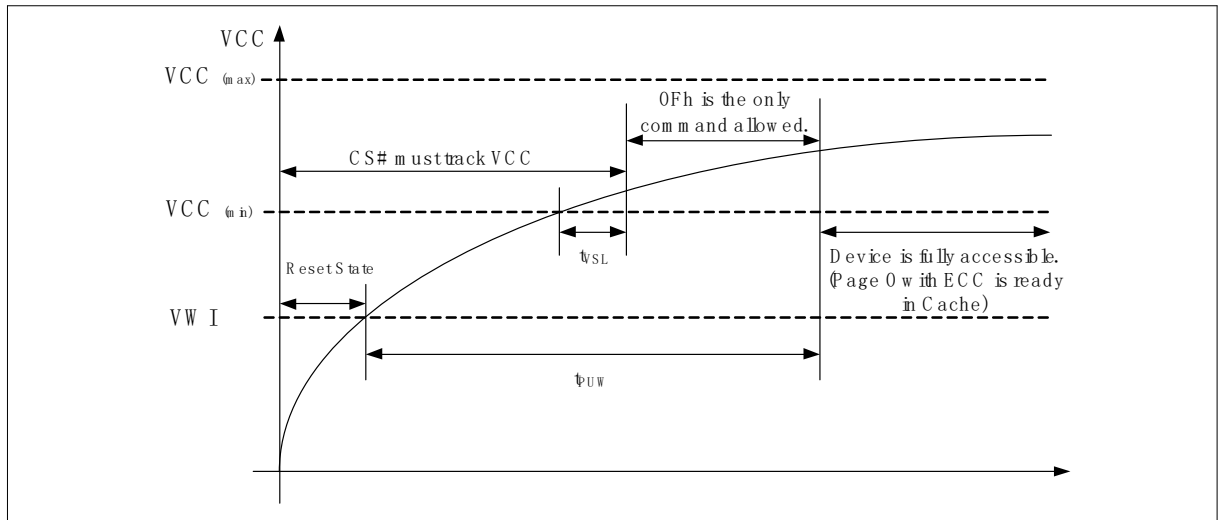 VCC
VCC (max)
0Fh is the only
command allowed.
CS# must track VCC
VCC (min)
tVSL
Device is fully accessible.
(Page 0 with ECC is ready
in Cache)
Reset State
VWI
tPUW